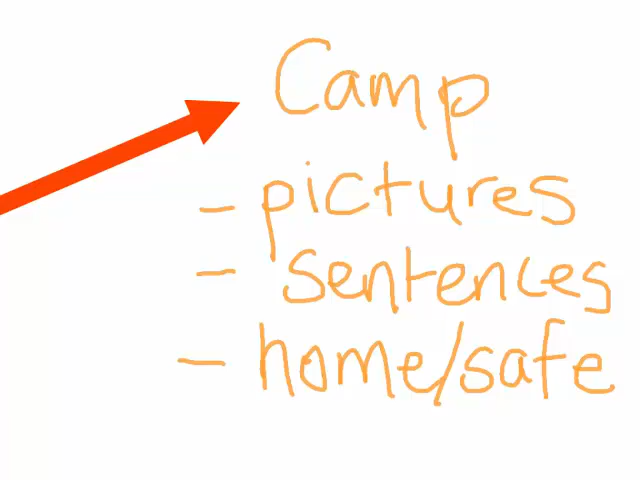 Camp
- pictures
- sentences
- home/safe